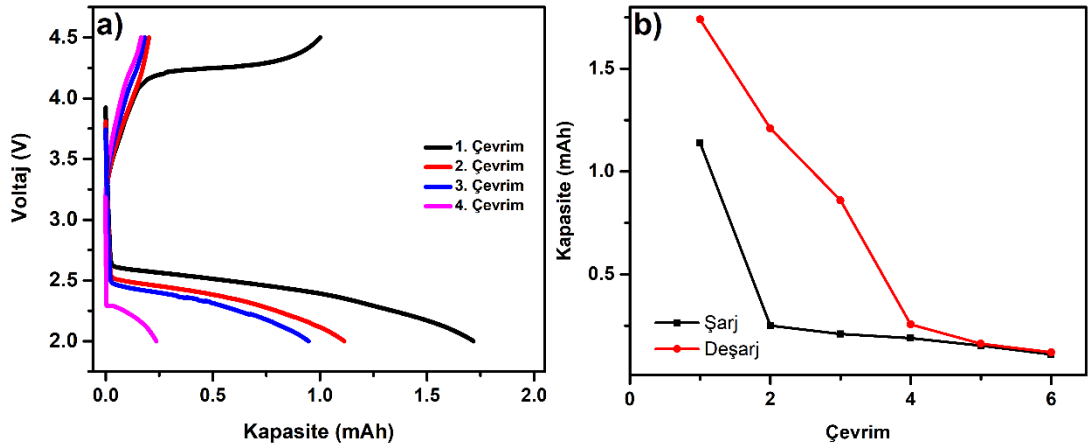 a)
Voltaj (V)
4.5
4.0
3.5
3.0
2.5
2.0
1. Çevrim
2. Çevrim
3. Çevrim
4. Çevrim
0.0 0.5 1.0 1.5 2.0
Kapasite (mAh)
b)
Kapasite (mAh)
1.5
1.0
0.5
Şarj
Deşarj
2 4 6
Çevrim